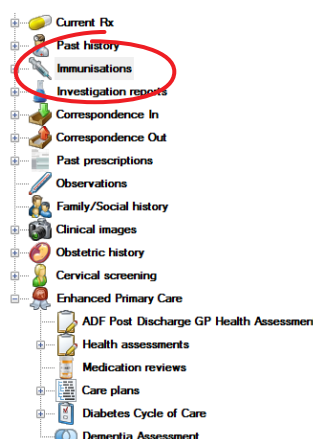 Current Rx
Past history
Immunisations
Investigation reports
Correspondence In
Correspondence Out
Past prescriptions
Observations
Family/Social history
Clinical images
Obstetric history
Cervical screening
Enhanced Primary Care
ADF Post Discharge GP Health Assessmen
Health assessments
Medication reviews
Care plans
Diabetes Cycle of Care
Dementia Assessment